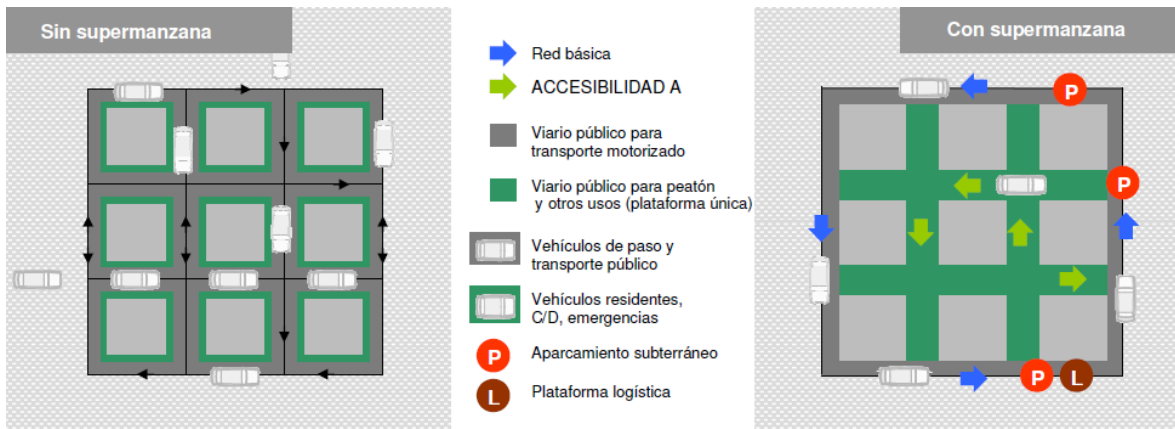 Sin supermanzana
Red básica
ACCESIBILIDAD A
Viario público para
transporte motorizado
Viario público para peatón
y otros usos (plataforma única)
Vehículos de paso y
transporte público
Vehículos residentes,
C/D, emergencias
P
Aparcamiento subterráneo
L
Plataforma logística
Con supermanzana
P
P
P
L